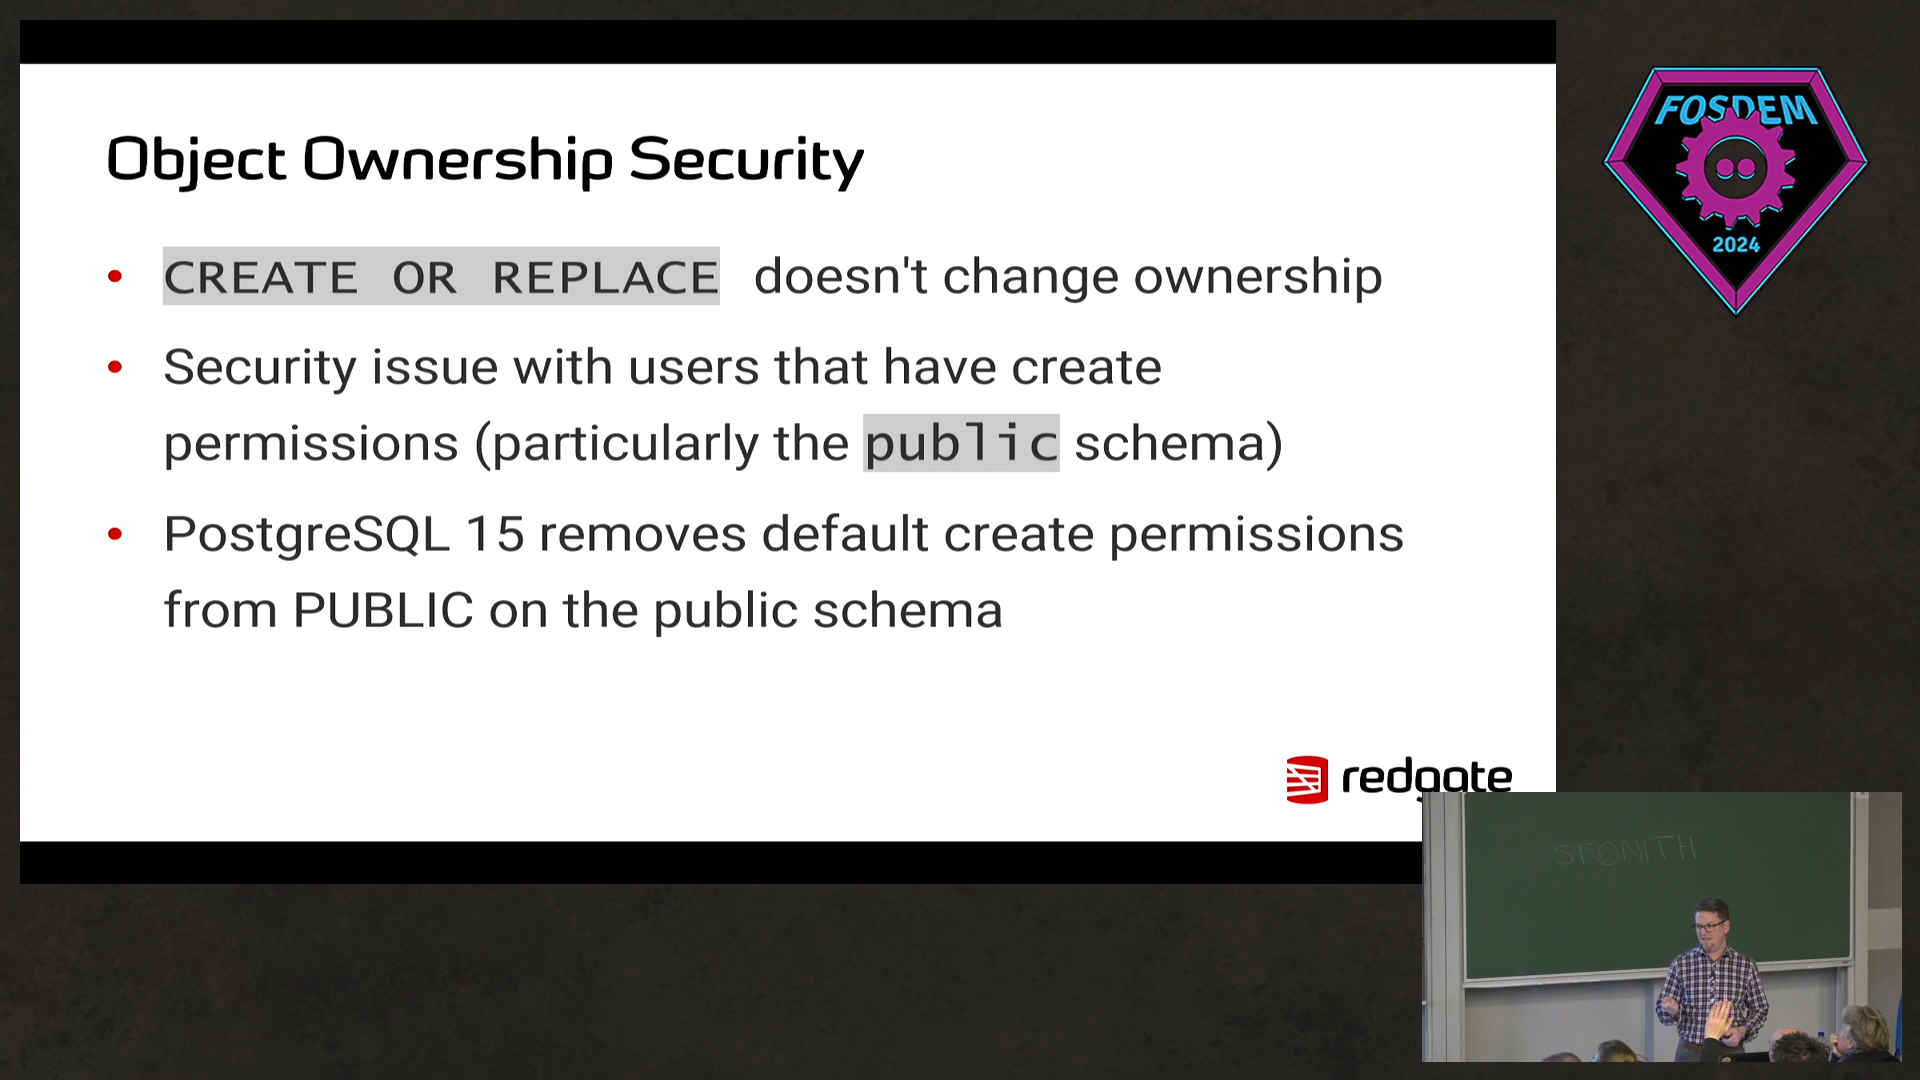 Object Ownership Security
CREATE OR REPLACE doesn't change ownership
Security issue with users that have create
permissions (particularly the public schema)
PostgreSQL 15 removes default create permissions
from PUBLIC on the public schema
redgate
FOSDEM
2024
STONITH